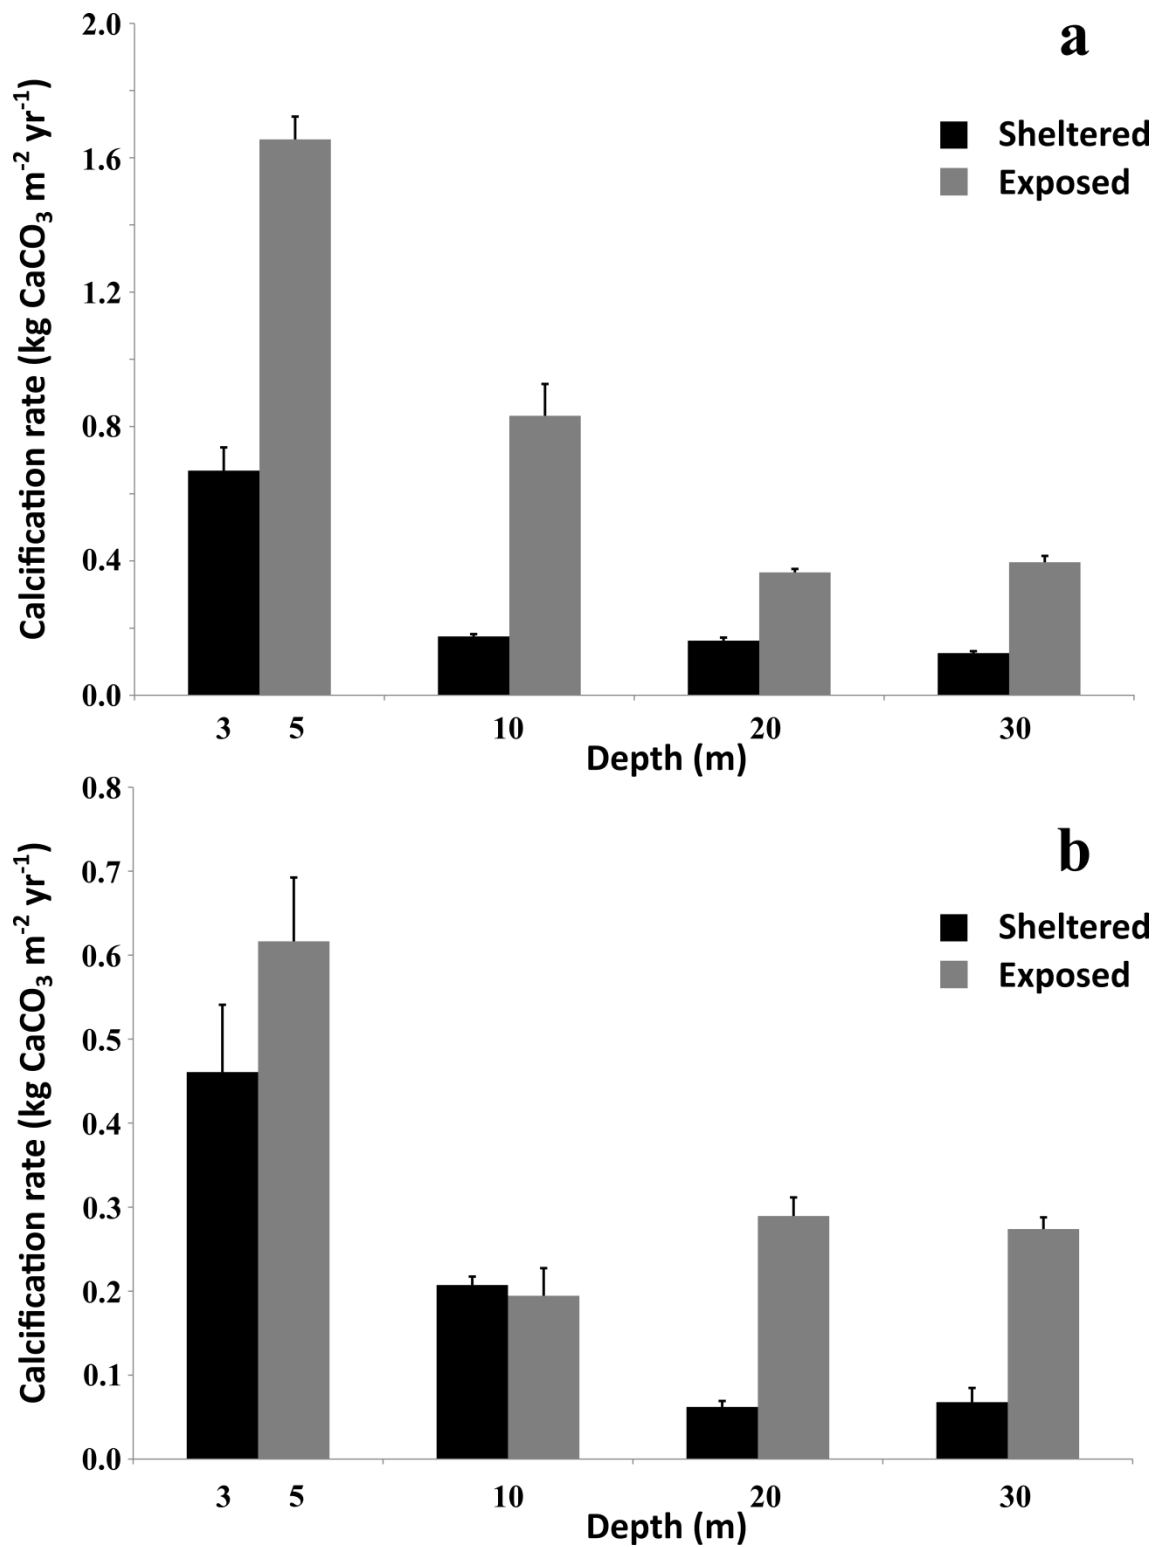 a
Sheltered
Exposed
Calcification rate (kg CaCO₃ m⁻² yr⁻¹)
2.0
1.6
1.2
0.8
0.4
0.0
3 5 10 20 30
Depth (m)
b
Sheltered
Exposed
Calcification rate (kg CaCO₃ m⁻² yr⁻¹)
0.8
0.7
0.6
0.5
0.4
0.3
0.2
0.1
0.0
3 5 10 20 30
Depth (m)